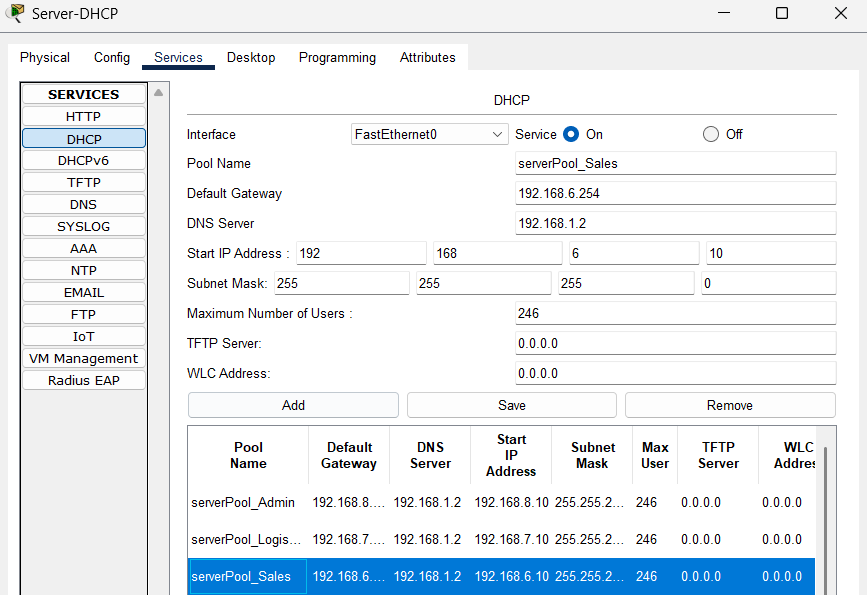 Server-DHCP
Physical Config Services Desktop Programming Attributes
SERVICES
HTTP
DHCP
DHCPv6
TFTP
DNS
SYSLOG
AAA
NTP
EMAIL
FTP
IoT
VM Management
Radius EAP
DHCP
Interface FastEthernet0 Service On Off
Pool Name serverPool_Sales
Default Gateway 192.168.6.254
DNS Server 192.168.1.2
Start IP Address : 192 168 6 10
Subnet Mask: 255 255 255 0
Maximum Number of Users : 246
TFTP Server: 0.0.0.0
WLC Address: 0.0.0.0
Add Save Remove
Pool Name Default Gateway DNS Server Start IP Address Subnet Mask Max User TFTP Server WLC Addres
serverPool_Admin 192.168.8.... 192.168.1.2 192.168.8.10 255.255.2... 246 0.0.0.0 0.0.0.0
serverPool_Logis... 192.168.7.... 192.168.1.2 192.168.7.10 255.255.2... 246 0.0.0.0 0.0.0.0
serverPool_Sales 192.168.6.... 192.168.1.2 192.168.6.10 255.255.2... 246 0.0.0.0 0.0.0.0